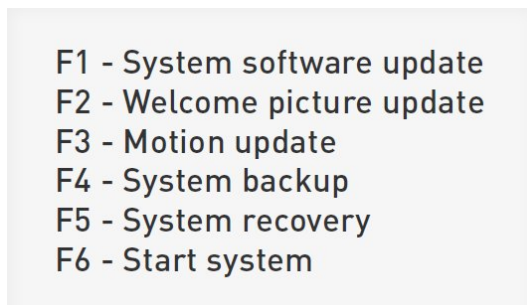 F1 - System software update
F2 - Welcome picture update
F3 - Motion update
F4 - System backup
F5 - System recovery
F6 - Start system